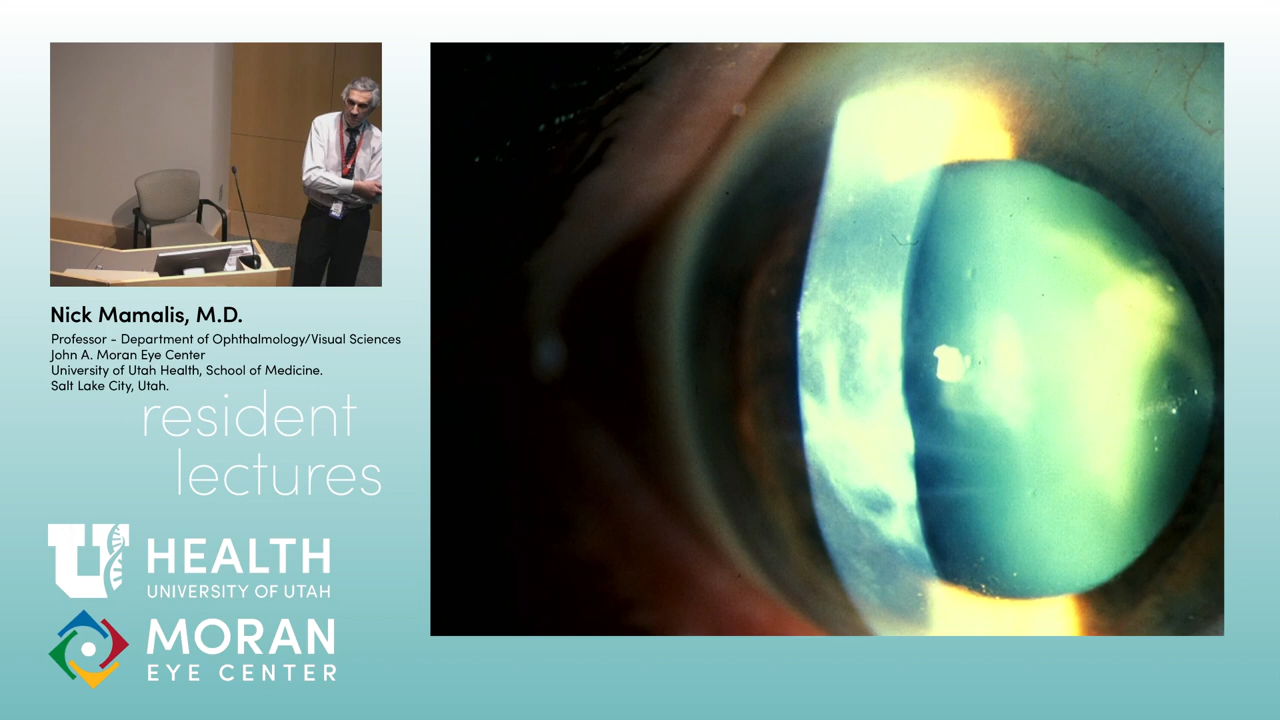 Nick Mamalis, M.D.
Professor - Department of Ophthalmology/Visual Sciences
John A. Moran Eye Center
University of Utah Health, School of Medicine.
Salt Lake City, Utah.
resident
lectures
U HEALTH
UNIVERSITY OF UTAH
MORAN
EYE CENTER